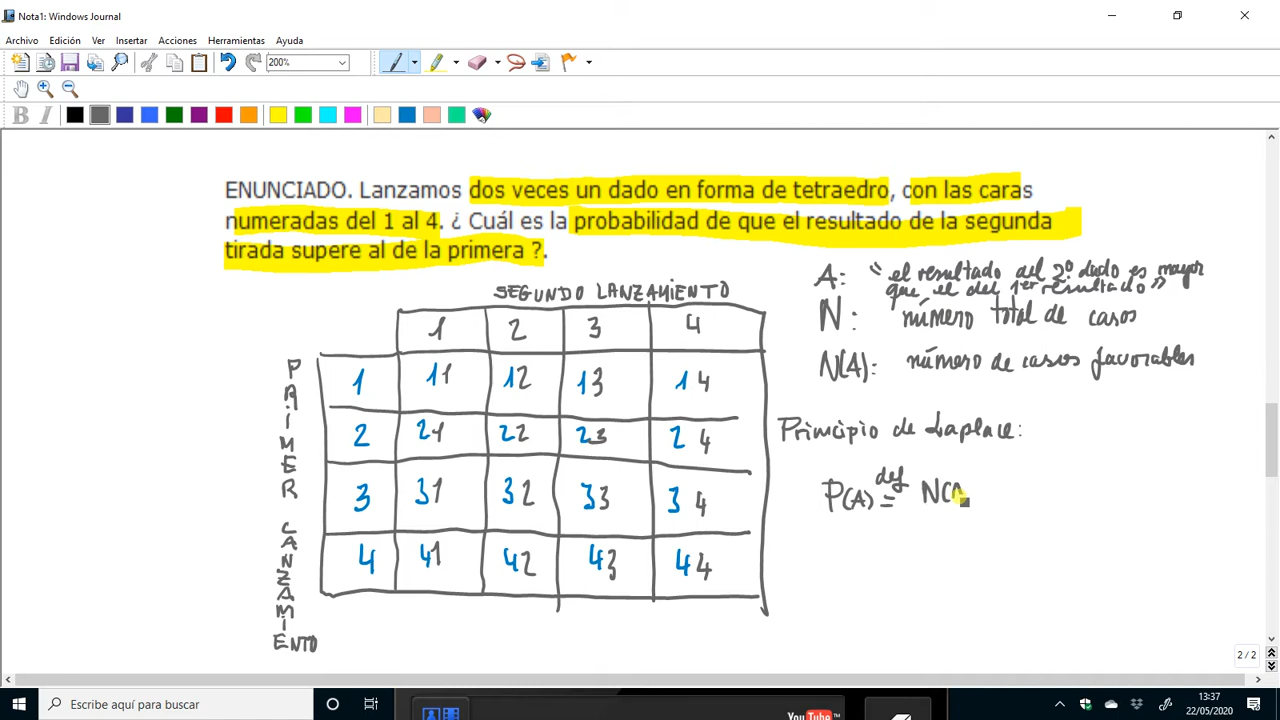 Nota1: Windows Journal
Archivo Edición Ver Insertar Acciones Herramientas Ayuda
200%
B I
ENUNCIADO. Lanzamos dos veces un dado en forma de tetraedro, con las caras
numeradas del 1 al 4. ¿ Cuál es la probabilidad de que el resultado de la segunda
tirada supere al de la primera ?.
SEGUNDO LANZAMIENTO
1 2 3 4
PRIMER LANZAMIENTO
1 11 12 13 14
2 21 22 23 24
3 31 32 33 34
4 41 42 43 44
A: "el resultado del 2º dado es mayor
que el del 1er resultado"
N: número total de casos
N(A): número de casos favorables
Principio de Laplace:
P(A) def = N(A
2 / 2
Escribe aquí para buscar
YouTube
13:37
22/05/2020